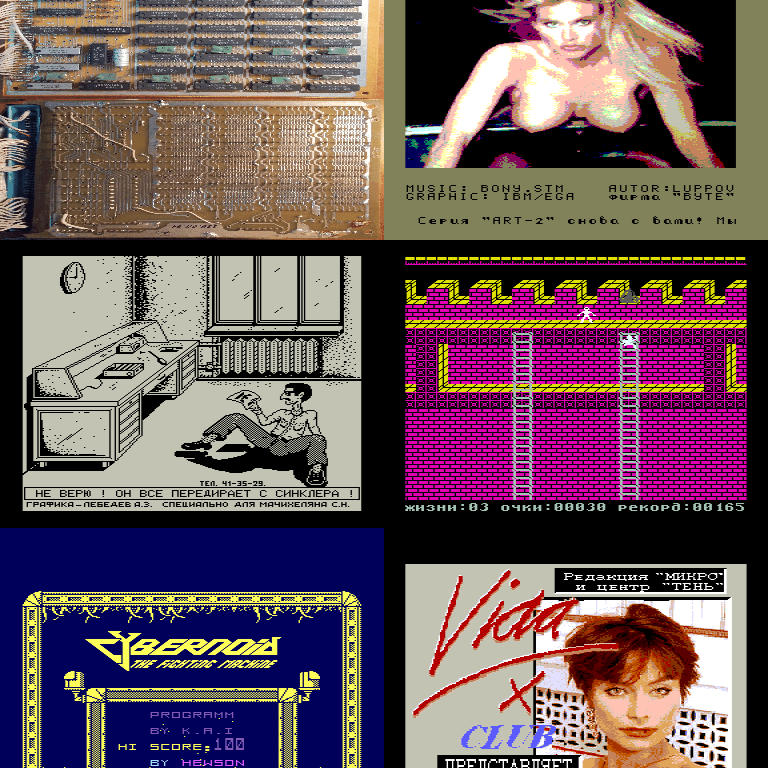 MUSIC: BONY.STM AUTOR:LUPPOV
GRAPHIC: IBM/EGA фирма "BYTE"
Серия "ART-2" снова с вами! Мы
ТЕЛ. 41-35-29.
НЕ ВЕРЮ ! ОН ВСЕ ПЕРЕДИРАЕТ С СИНКЛЕРА !
ГРАФИКА-ЛЕБЕДЕВ А.З. СПЕЦИАЛЬНО ДЛЯ МАЧИХЕЛЯНА С.Н.
жизни:03 очки:00030 рекорд:00165
CYBERNOID
THE FIGHTING MACHINE
PROGRAMM
BY K.A.I
HI SCORE;100
BY HEWSON
Редакция "МИКРО"
и центр "ТЕНЬ"
Vida
X
CLUB
ПРЕДСТАВЛЯЕТ